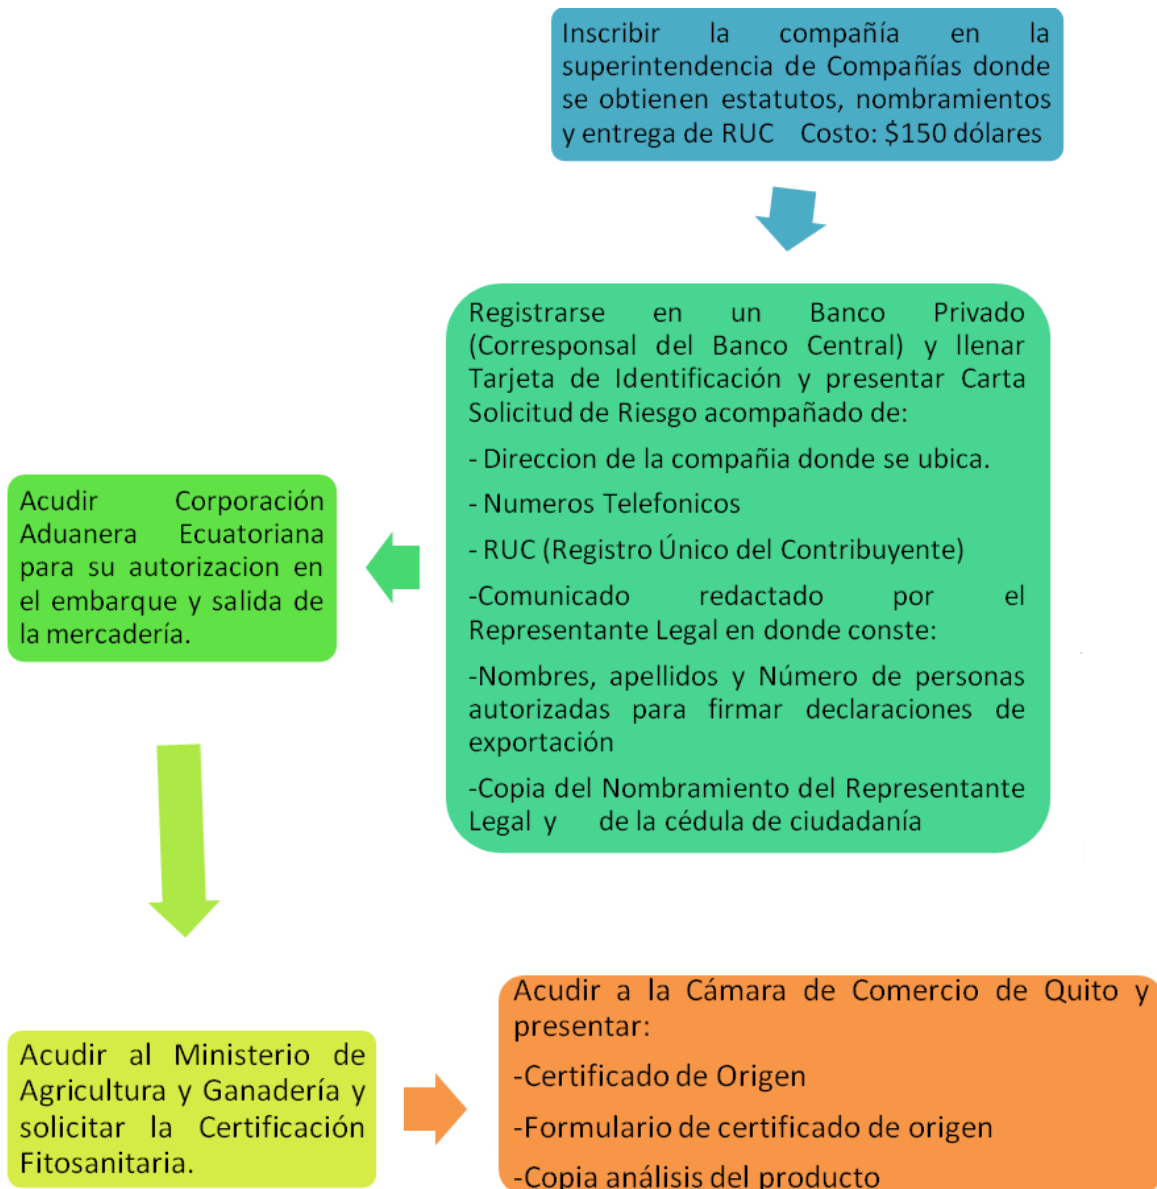 Inscribir la compañía en la
superintendencia de Compañías donde
se obtienen estatutos, nombramientos
y entrega de RUC Costo: $150 dólares
Registrarse en un Banco Privado
(Corresponsal del Banco Central) y llenar
Tarjeta de Identificación y presentar Carta
Solicitud de Riesgo acompañado de:
- Direccion de la compañia donde se ubica.
- Numeros Telefonicos
- RUC (Registro Único del Contribuyente)
-Comunicado redactado por el
Representante Legal en donde conste:
-Nombres, apellidos y Número de personas
autorizadas para firmar declaraciones de
exportación
-Copia del Nombramiento del Representante
Legal y de la cédula de ciudadanía
Acudir Corporación
Aduanera Ecuatoriana
para su autorizacion en
el embarque y salida de
la mercadería.
Acudir al Ministerio de
Agricultura y Ganadería y
solicitar la Certificación
Fitosanitaria.
Acudir a la Cámara de Comercio de Quito y
presentar:
-Certificado de Origen
-Formulario de certificado de origen
-Copia análisis del producto